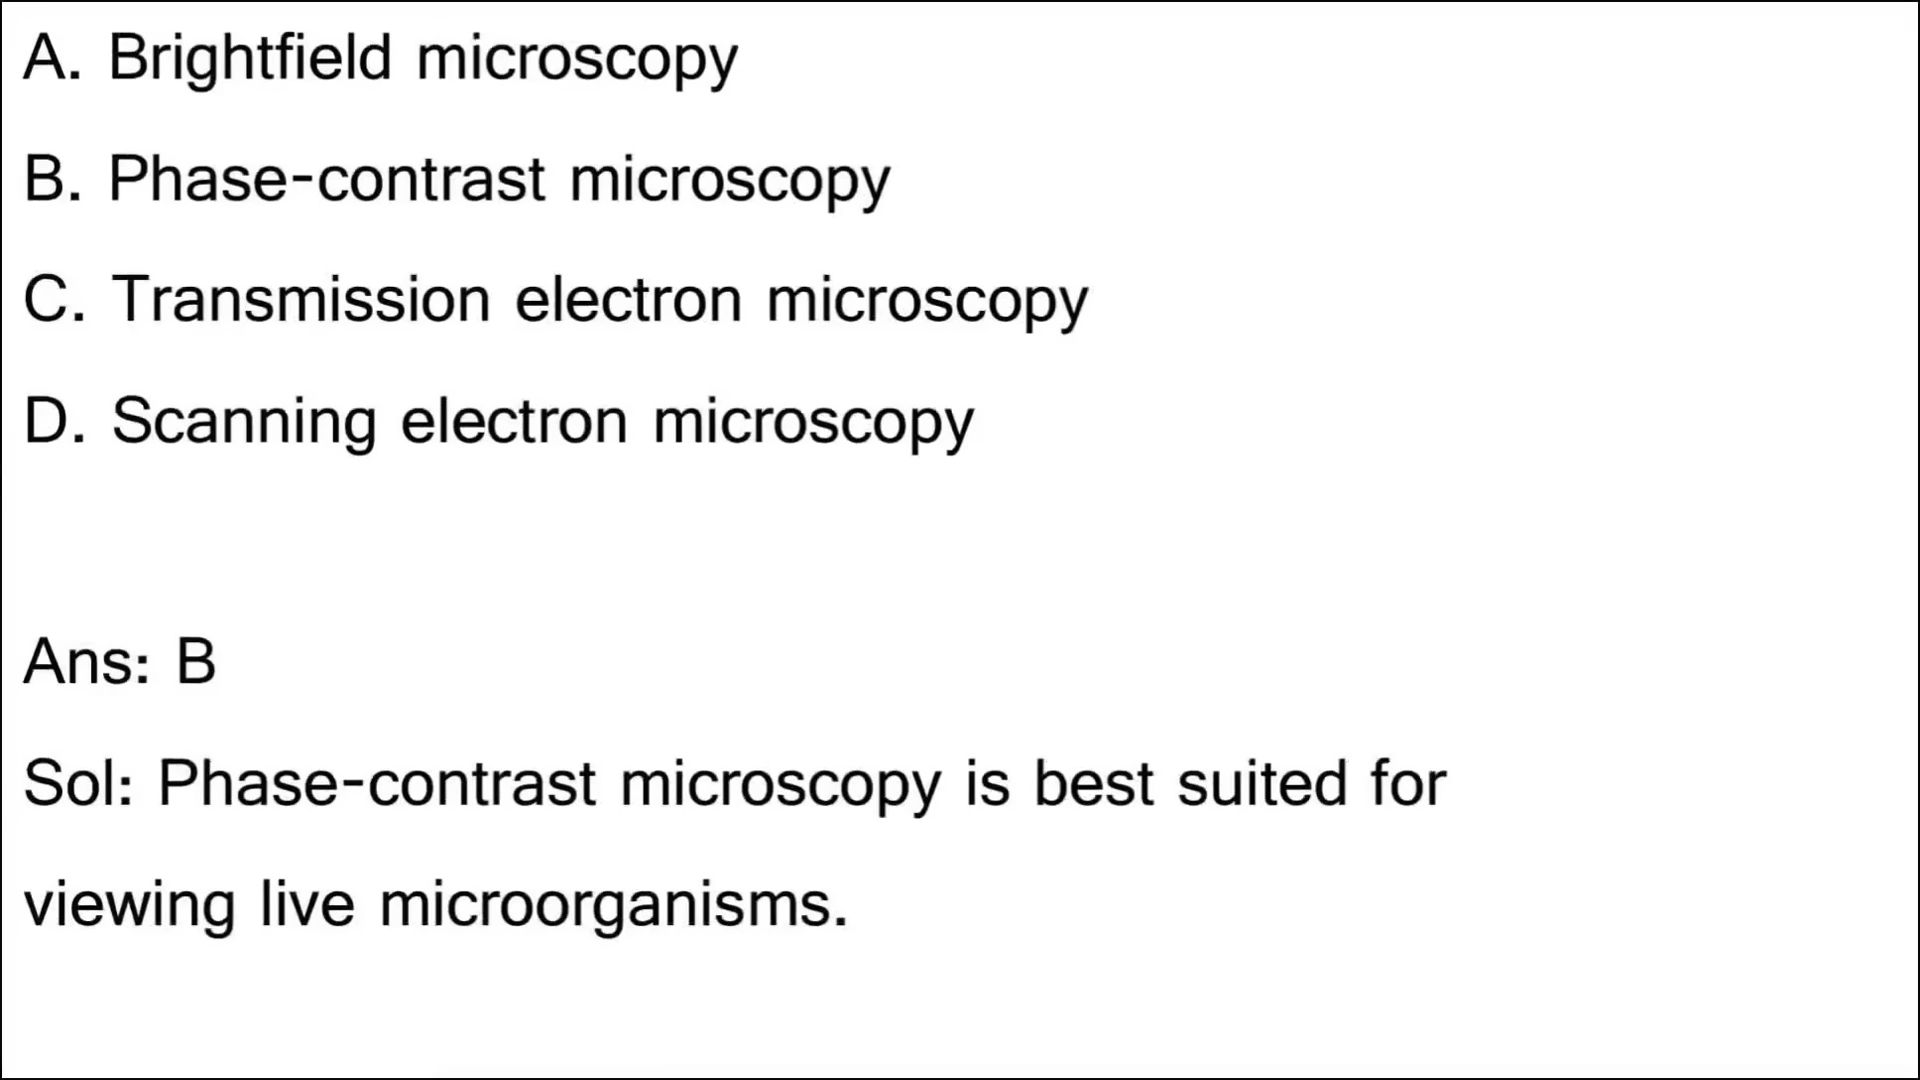 A. Brightfield microscopy
B. Phase-contrast microscopy
C. Transmission electron microscopy
D. Scanning electron microscopy
Ans: B
Sol: Phase-contrast microscopy is best suited for
viewing live microorganisms.